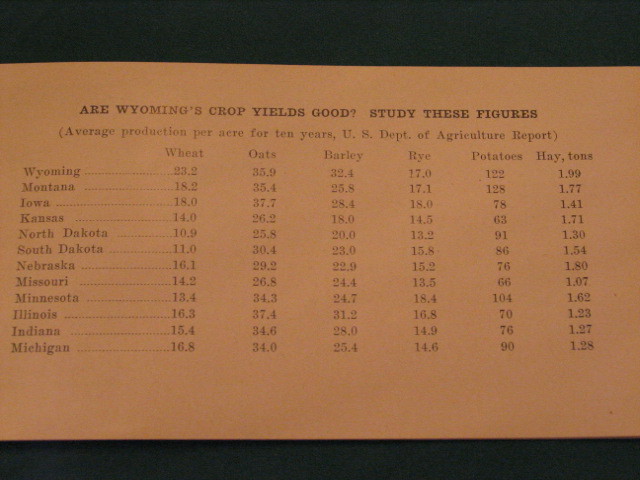 ARE WYOMING'S CROP YIELDS GOOD? STUDY THESE FIGURES
(Average production per acre for ten years, U. S. Dept. of Agriculture Report)
Wheat Oats Barley Rye Potatoes Hay, tons
Wyoming 23.2 35.9 32.4 17.0 122 1.99
Montana 18.2 35.4 25.8 17.1 128 1.77
Iowa 18.0 37.7 28.4 18.0 78 1.41
Kansas 14.0 26.2 18.0 14.5 63 1.71
North Dakota 10.9 25.8 20.0 13.2 91 1.30
South Dakota 11.0 30.4 23.0 15.8 86 1.54
Nebraska 16.1 29.2 22.9 15.2 76 1.80
Missouri 14.2 26.8 24.4 13.5 66 1.07
Minnesota 13.4 34.3 24.7 18.4 104 1.62
Illinois 16.3 37.4 31.2 16.8 70 1.23
Indiana 15.4 34.6 28.0 14.9 76 1.27
Michigan 16.8 34.0 25.4 14.6 90 1.28